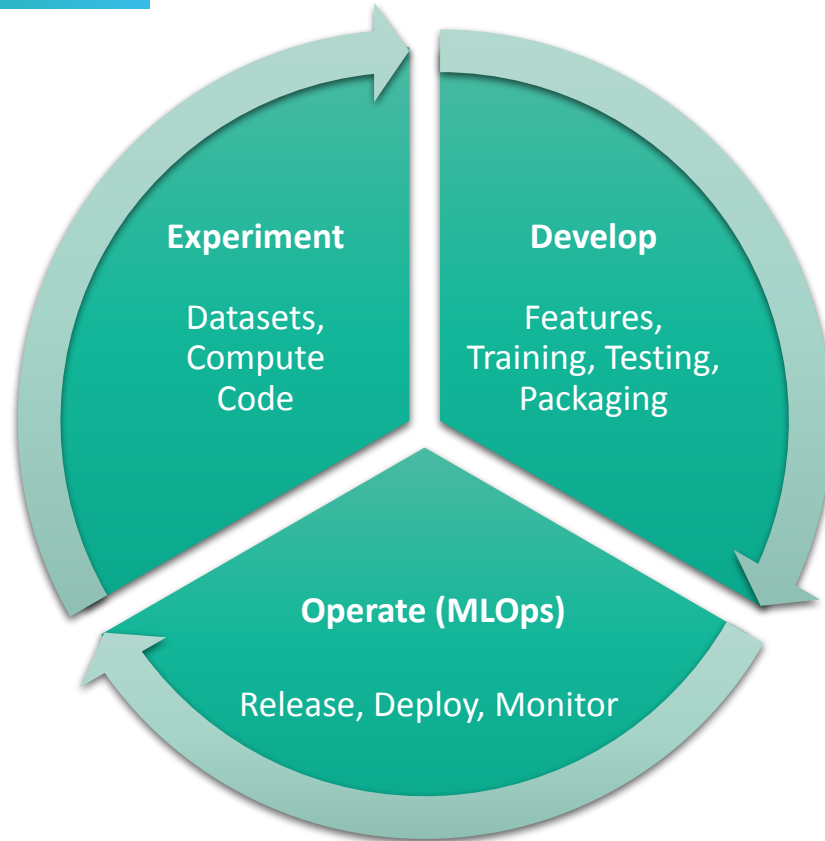 Experiment
Datasets,
Compute
Code
Develop
Features,
Training, Testing,
Packaging
Operate (MLOps)
Release, Deploy, Monitor